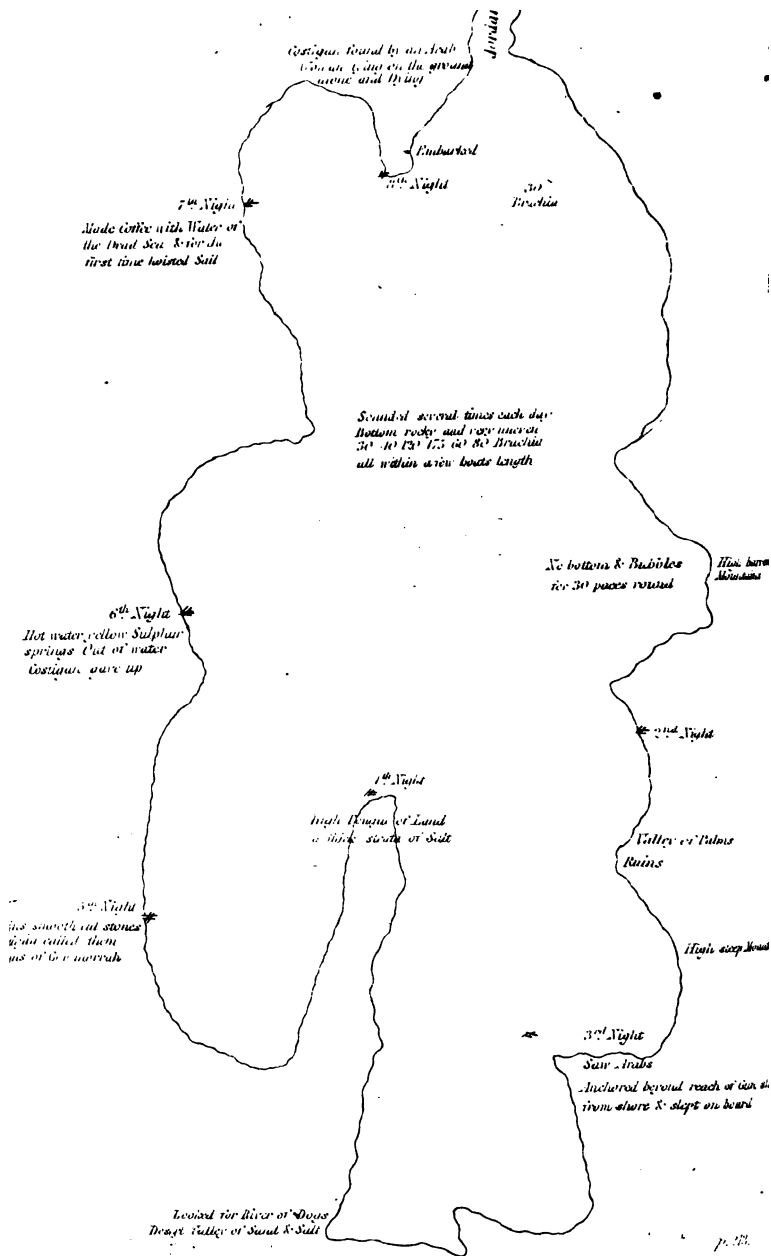 Jordan
Costigan found by an Arab
Woman lying on the ground
alone and Dying
Embarked
8th Night
30
Brachia
7th Night
Made Coffee with Water of
the Dead Sea & for the
first time hoisted Sail
Sounded several times each day
Bottom rocky and very uneven
30 40 120 175 60 80 Brachia
all within a few boats length
No bottom & Bubbles
for 30 paces round
High barren
Mountains
6th Night
Hot water yellow Sulphur
springs Out of water
Costigan gave up
2nd Night
4th Night
High Tongue of Land
a thick strata of Salt
Valley of Palms
Ruins
5th Night
smooth cut stones
called them
of Gomorrah
High steep
3rd Night
Saw Arabs
Anchored beyond reach of Gun
from shore & slept on board
Looked for River of Dogs
Desert Valley of Sand & Salt